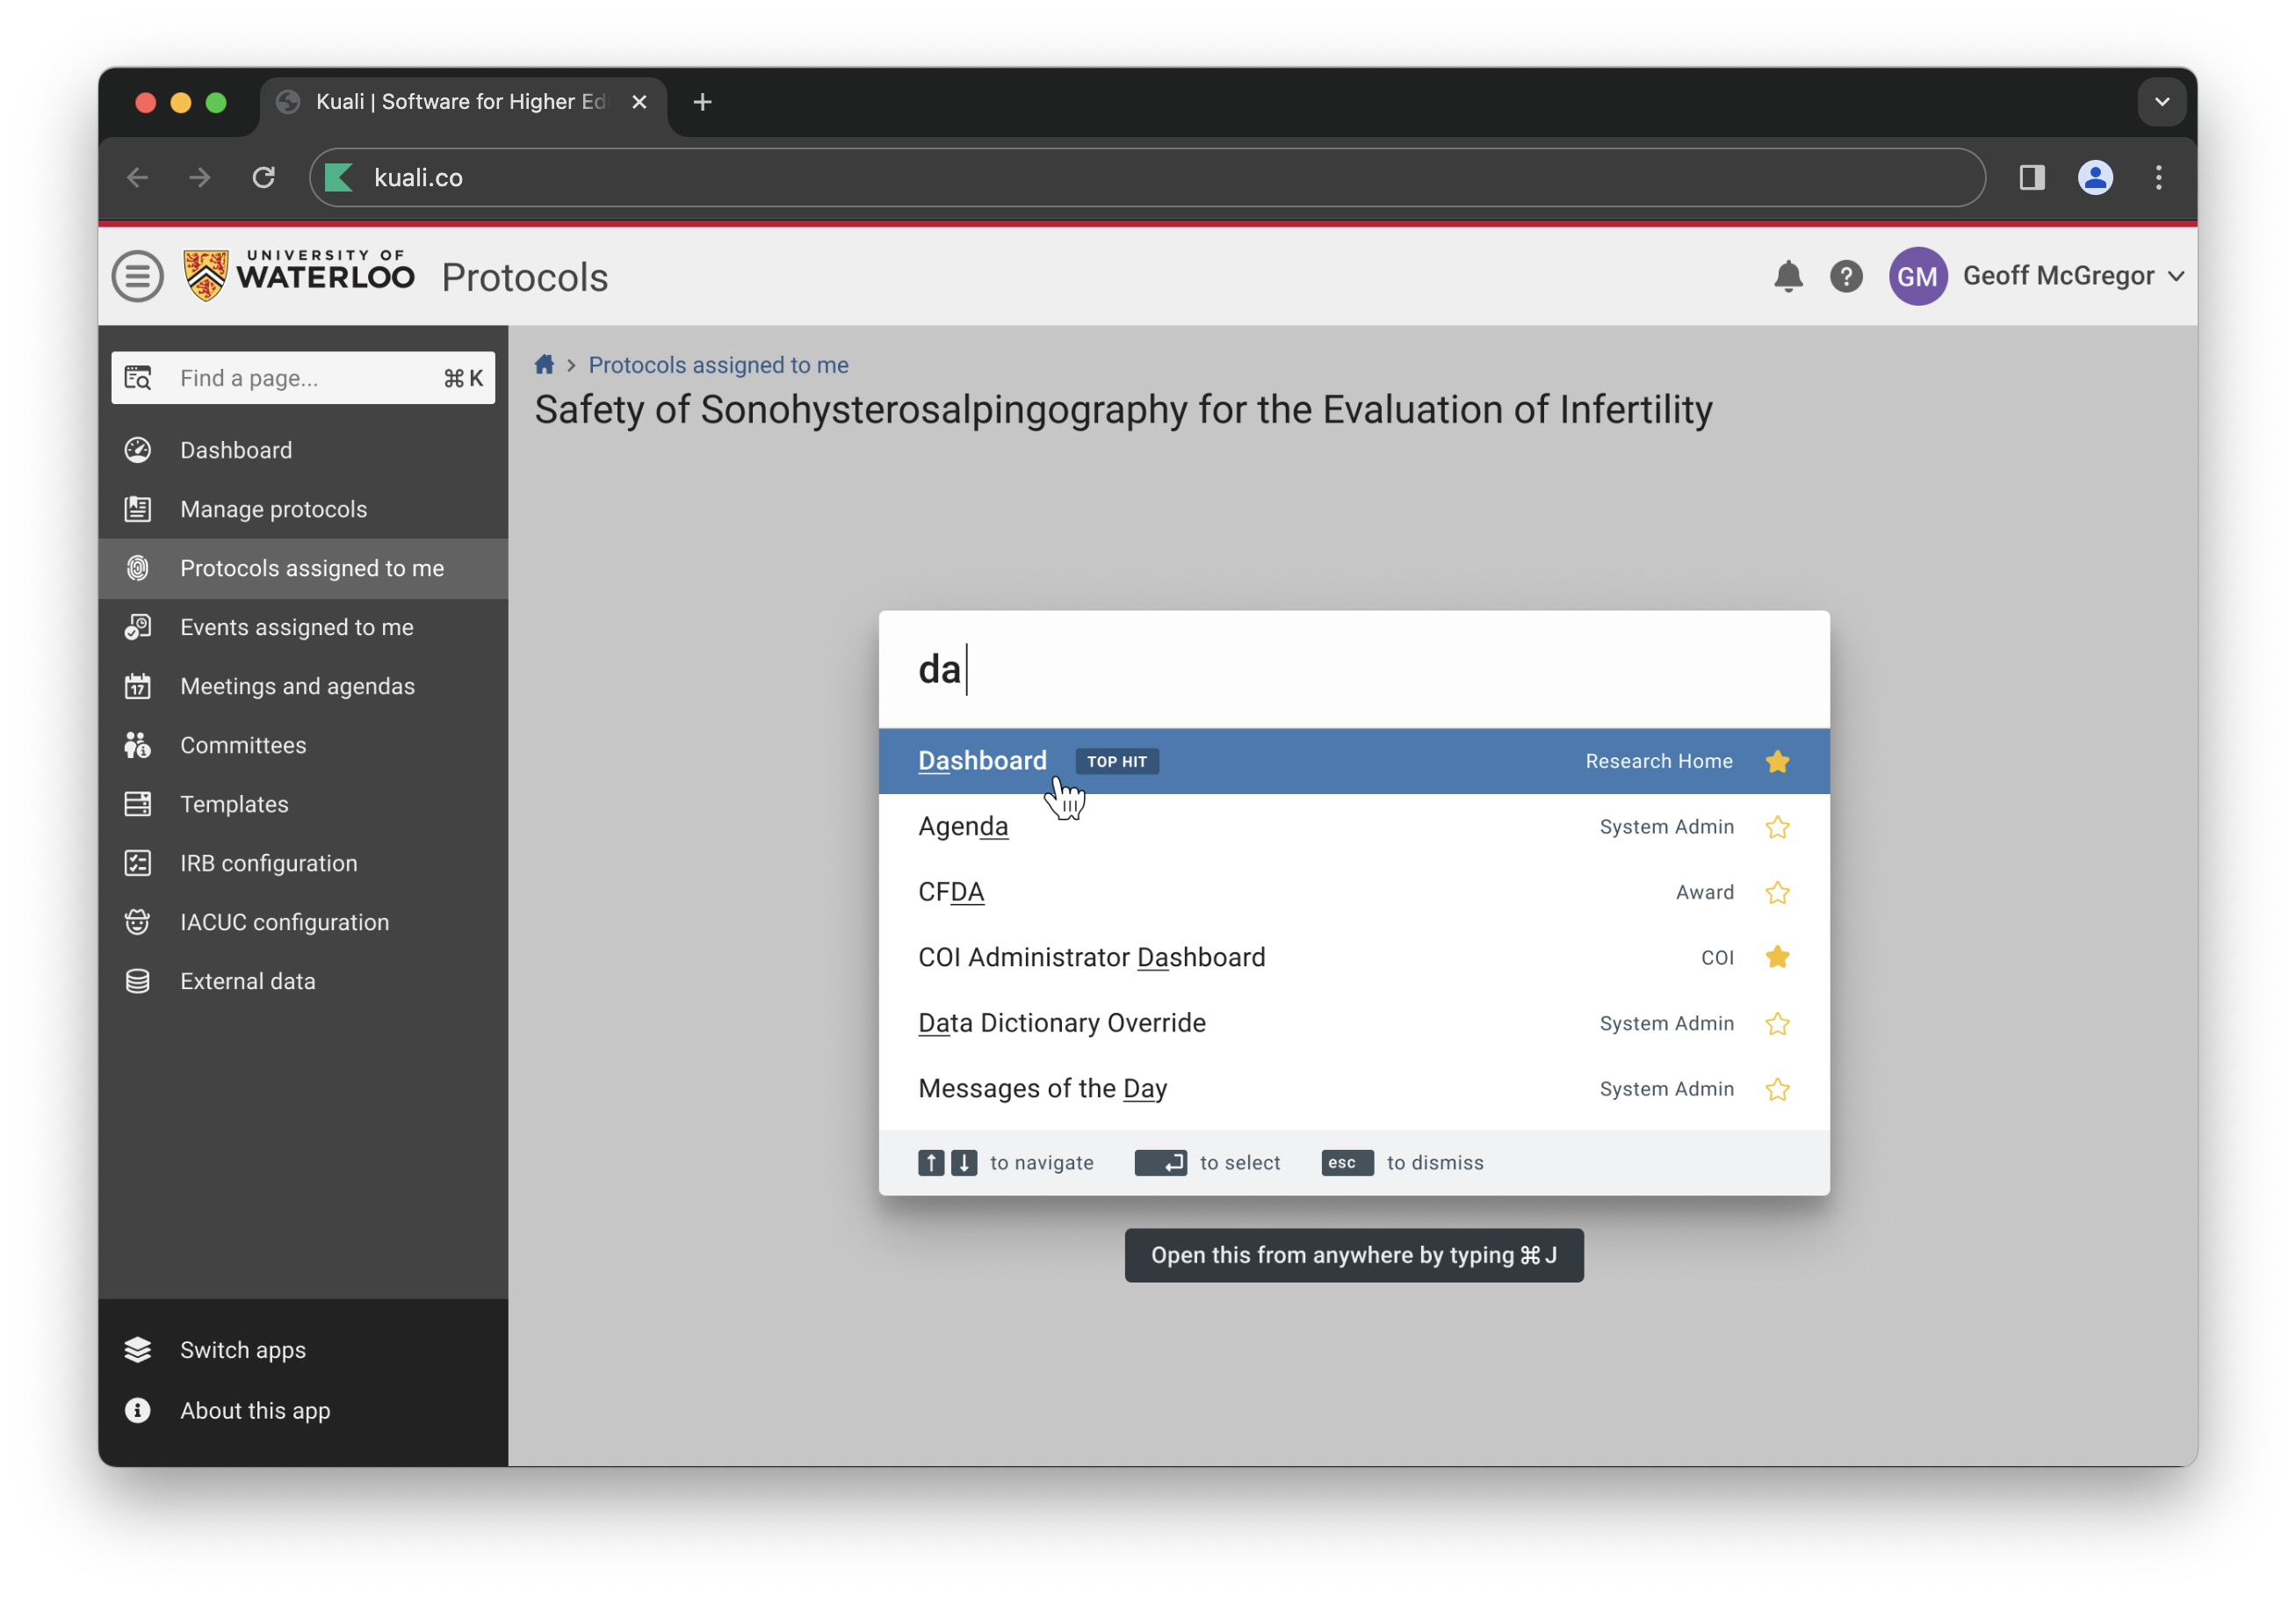 Kuali | Software for Higher Ed
kuali.co
UNIVERSITY OF
WATERLOO
Protocols
GM
Geoff McGregor
Find a page...
⌘ K
Dashboard
Manage protocols
Protocols assigned to me
Events assigned to me
17
Meetings and agendas
Committees
Templates
IRB configuration
IACUC configuration
External data
Switch apps
About this app
Protocols assigned to me
Safety of Sonohysterosalpingography for the Evaluation of Infertility
da
Dashboard TOP HIT Research Home
Agenda System Admin
CFDA Award
COI Administrator Dashboard COI
Data Dictionary Override System Admin
Messages of the Day System Admin
↑ ↓ to navigate ↵ to select esc to dismiss
Open this from anywhere by typing ⌘ J